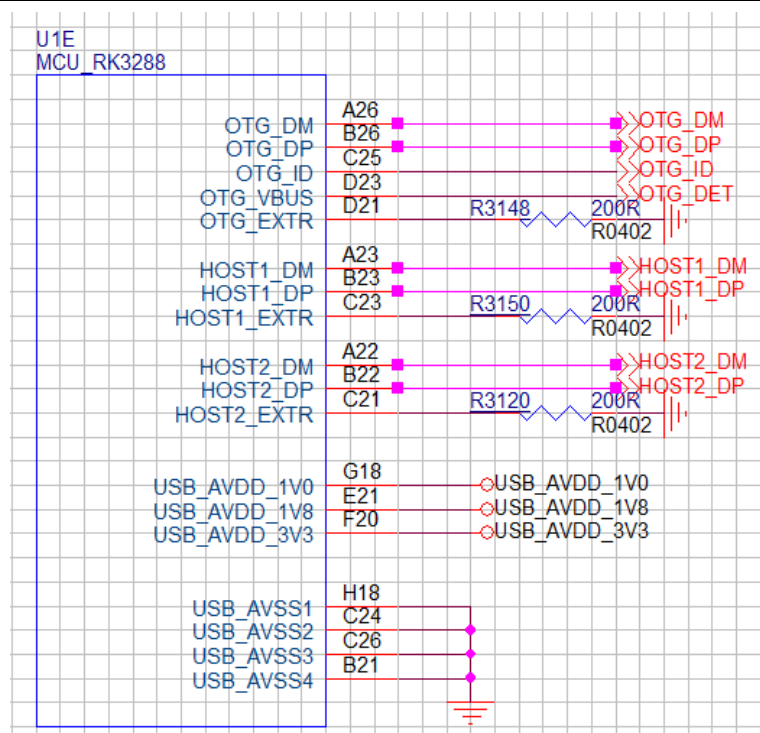 U1E
MCU_RK3288
OTG_DM A26 OTG_DM
OTG_DP B26 OTG_DP
OTG_ID C25 OTG_ID
OTG_VBUS D23 OTG_DET
OTG_EXTR D21 R3148 200R
R0402
HOST1_DM A23 HOST1_DM
HOST1_DP B23 HOST1_DP
HOST1_EXTR C23 R3150 200R
R0402
HOST2_DM A22 HOST2_DM
HOST2_DP B22 HOST2_DP
HOST2_EXTR C21 R3120 200R
R0402
USB_AVDD_1V0 G18 USB_AVDD_1V0
USB_AVDD_1V8 E21 USB_AVDD_1V8
USB_AVDD_3V3 F20 USB_AVDD_3V3
USB_AVSS1 H18
USB_AVSS2 C24
USB_AVSS3 C26
USB_AVSS4 B21